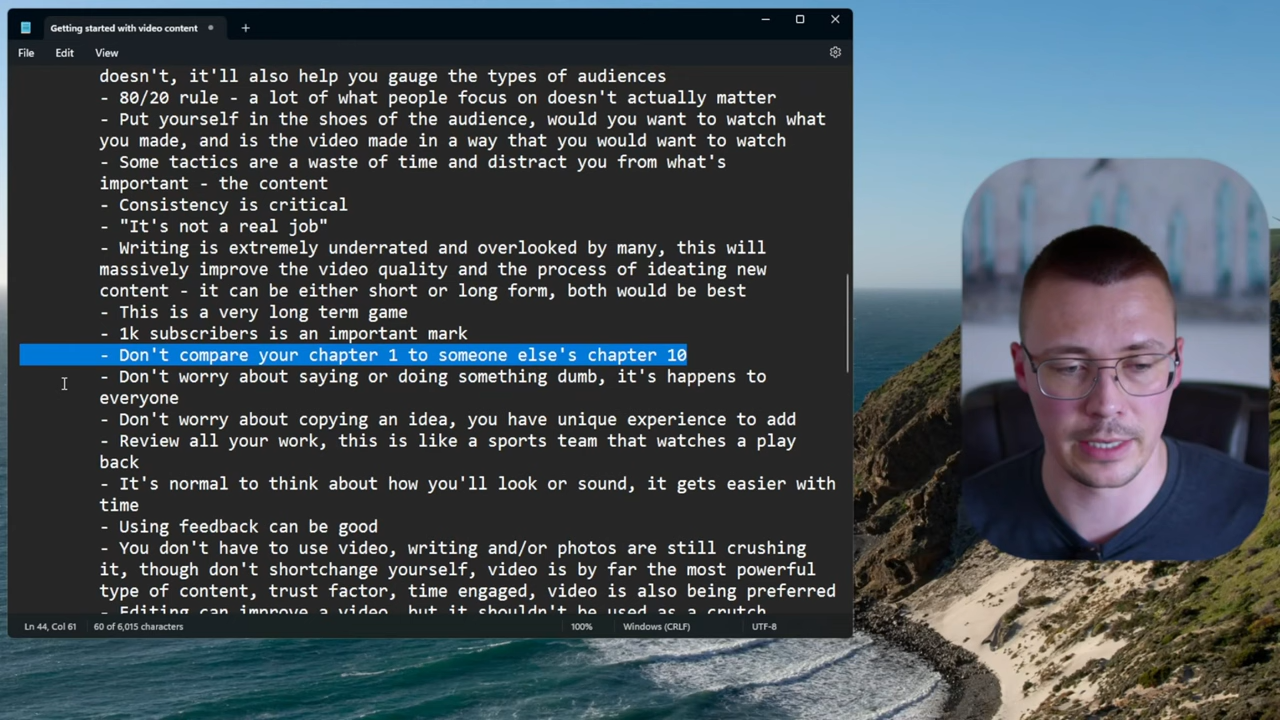 Getting started with video content
File Edit View
doesn't, it'll also help you gauge the types of audiences
- 80/20 rule - a lot of what people focus on doesn't actually matter
- Put yourself in the shoes of the audience, would you want to watch what
you made, and is the video made in a way that you would want to watch
- Some tactics are a waste of time and distract you from what's
important - the content
- Consistency is critical
- "It's not a real job"
- Writing is extremely underrated and overlooked by many, this will
massively improve the video quality and the process of ideating new
content - it can be either short or long form, both would be best
- This is a very long term game
- 1k subscribers is an important mark
- Don't compare your chapter 1 to someone else's chapter 10
- Don't worry about saying or doing something dumb, it's happens to
everyone
- Don't worry about copying an idea, you have unique experience to add
- Review all your work, this is like a sports team that watches a play
back
- It's normal to think about how you'll look or sound, it gets easier with
time
- Using feedback can be good
- You don't have to use video, writing and/or photos are still crushing
it, though don't shortchange yourself, video is by far the most powerful
type of content, trust factor, time engaged, video is also being preferred
- Editing can improve a video, but it shouldn't be used as a crutch
Ln 44, Col 61 60 of 6,015 characters 100% Windows (CRLF) UTF-8